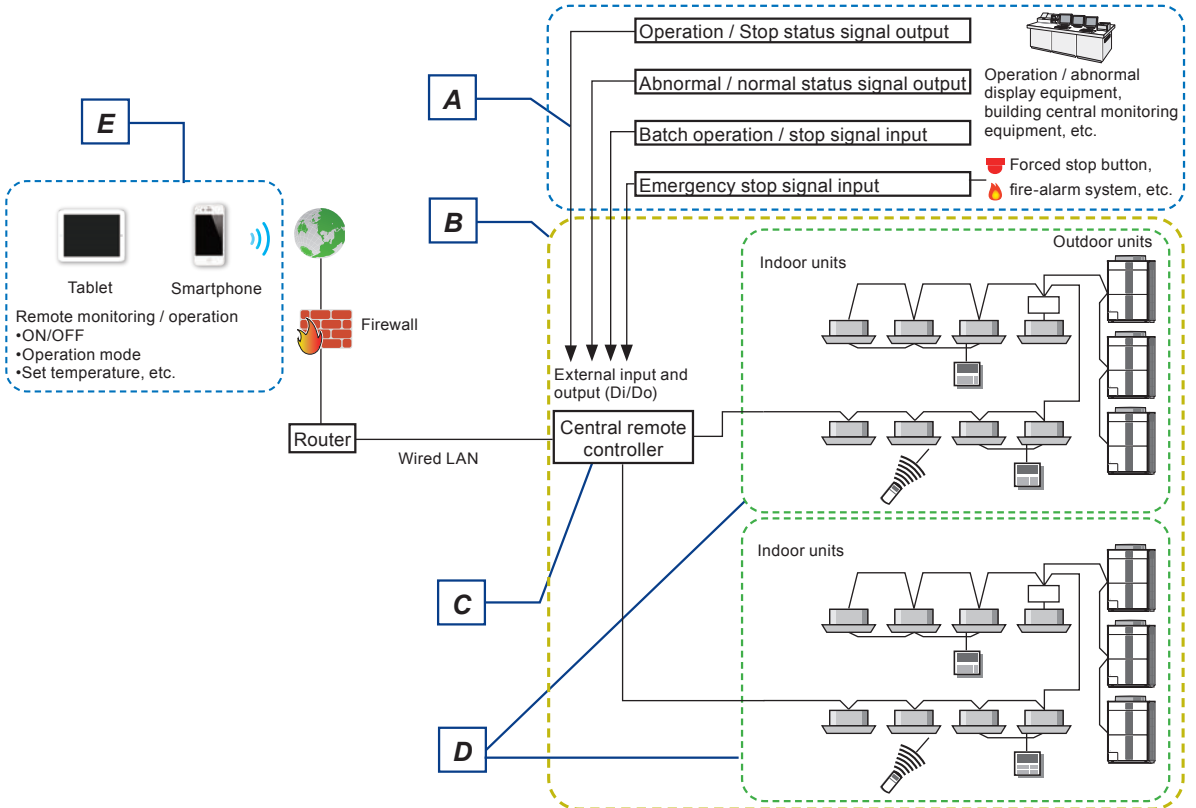 Operation / Stop status signal output
Abnormal / normal status signal output
Batch operation / stop signal input
Emergency stop signal input
Operation / abnormal
display equipment,
building central monitoring
equipment, etc.
Forced stop button,
fire-alarm system, etc.
A
E
B
Tablet
Smartphone
Remote monitoring / operation
•ON/OFF
•Operation mode
•Set temperature, etc.
Firewall
Router
Wired LAN
External input and
output (Di/Do)
Central remote
controller
Outdoor units
Indoor units
C
Indoor units
D